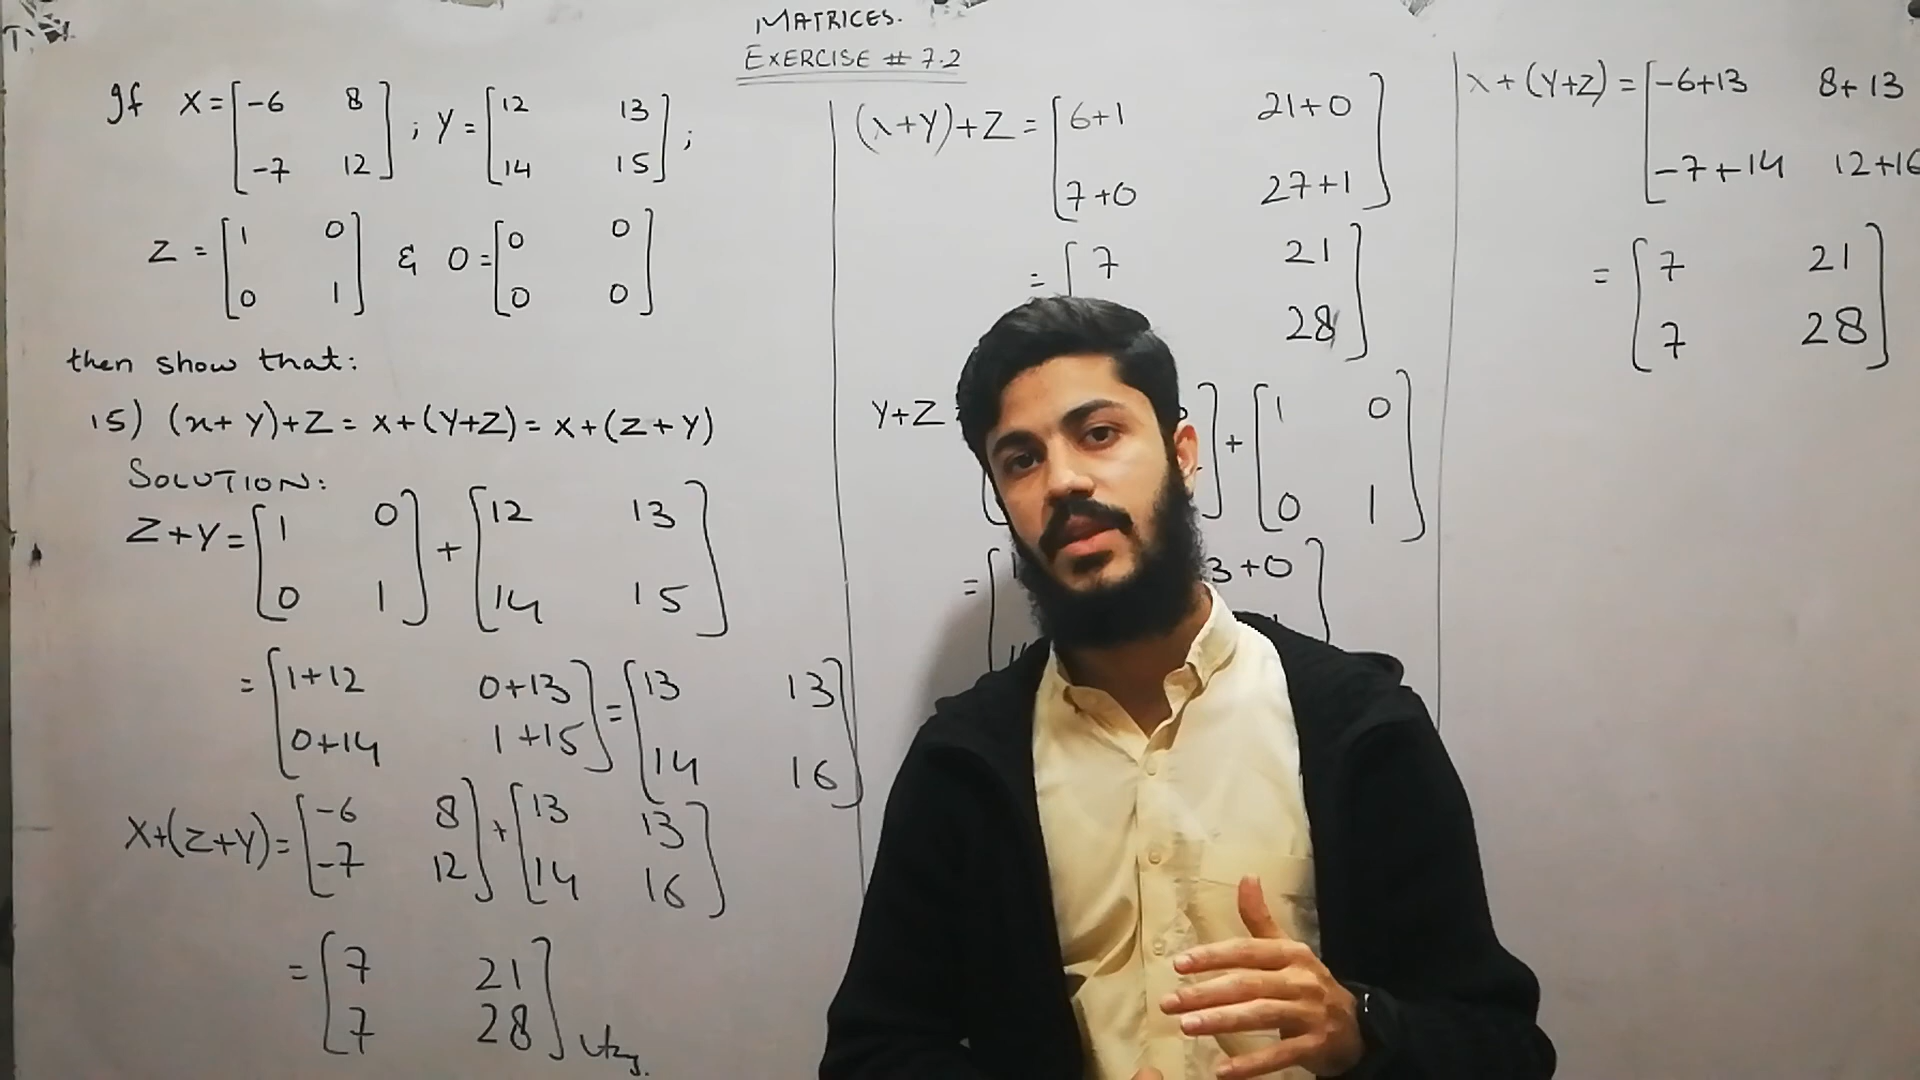 MATRICES.
EXERCISE # 7.2
If X = [-6 8
-7 12] ; Y = [12 13
14 15] ;
Z = [1 0
0 1] & O = [0 0
0 0]
then show that:
15) (x+Y)+Z = X+(Y+Z) = X+(Z+Y)
SOLUTION:
Z+Y = [1 0
0 1] + [12 13
14 15]
= [1+12 0+13
0+14 1+15] = [13 13
14 16]
X+(Z+Y) = [-6 8
-7 12] + [13 13
14 16]
= [7 21
7 28]
(X+Y)+Z = [6+1 21+0
7+0 27+1]
= [7 21
28]
Y+Z
] + [1 0
0 1]
= [1 3+0
]
X+(Y+Z) = [-6+13 8+13
-7+14 12+16
= [7 21
7 28]